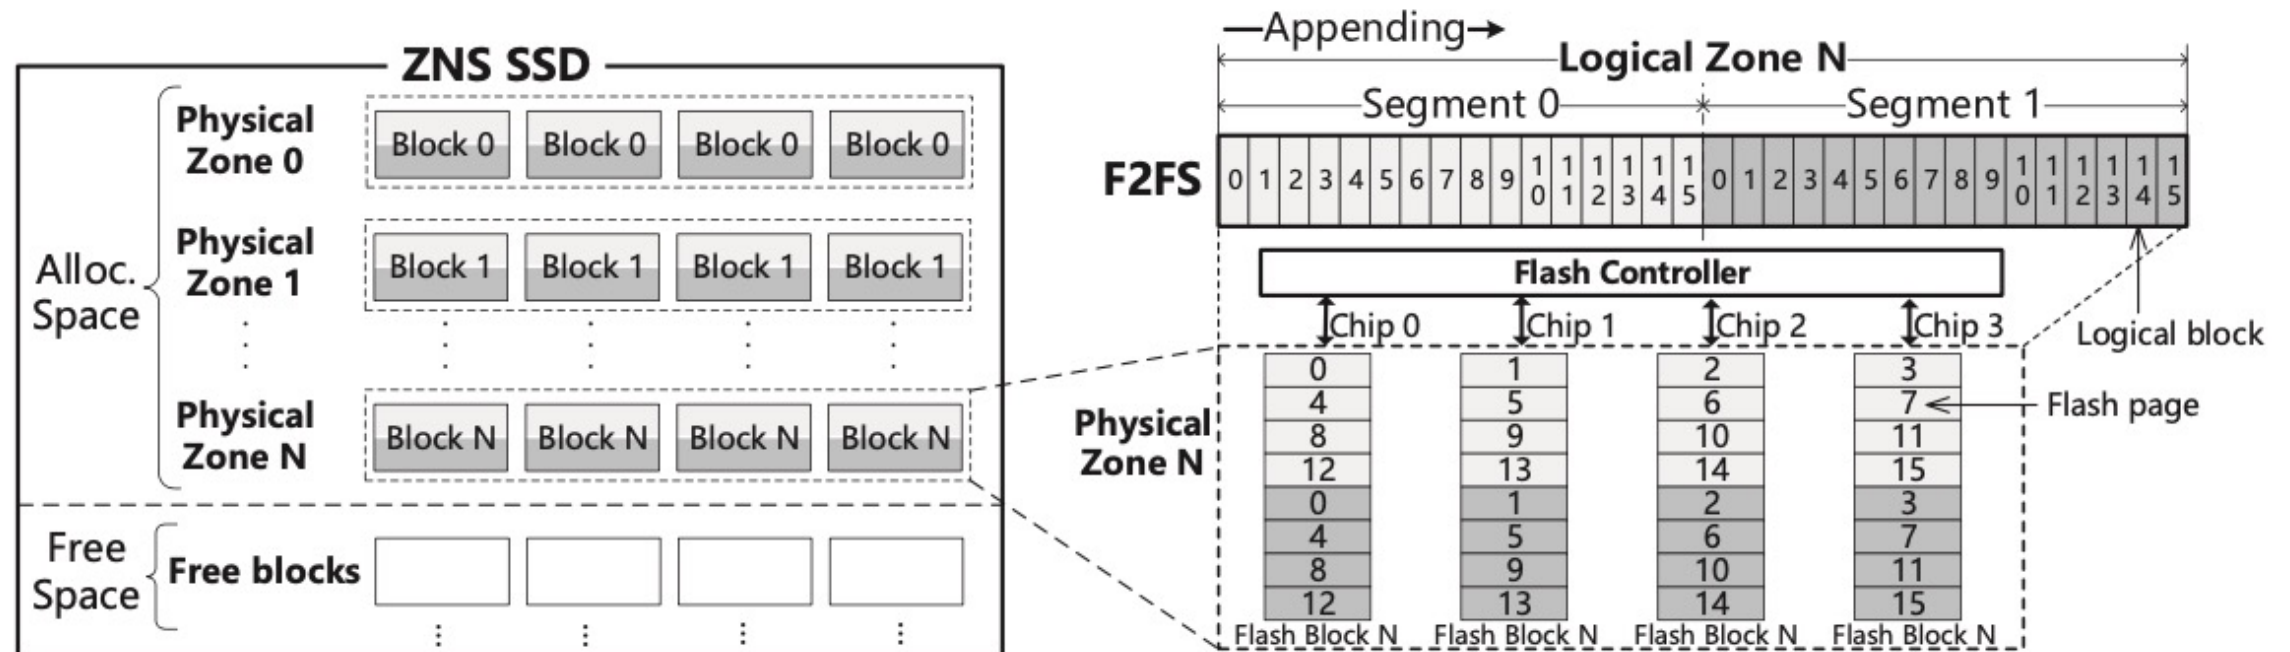 ZNS SSD
Alloc.
Space
Physical
Zone 0
Block 0 Block 0 Block 0 Block 0
Physical
Zone 1
Block 1 Block 1 Block 1 Block 1
Physical
Zone N
Block N Block N Block N Block N
Free
Space
Free blocks
Appending
Logical Zone N
Segment 0 Segment 1
F2FS
0 1 2 3 4 5 6 7 8 9 10 11 12 13 14 15 0 1 2 3 4 5 6 7 8 9 10 11 12 13 14 15
Flash Controller
Chip 0 Chip 1 Chip 2 Chip 3
Logical block
Physical
Zone N
0 1 2 3
4 5 6 7
8 9 10 11
12 13 14 15
0 1 2 3
4 5 6 7
8 9 10 11
12 13 14 15
Flash page
Flash Block N Flash Block N Flash Block N Flash Block N